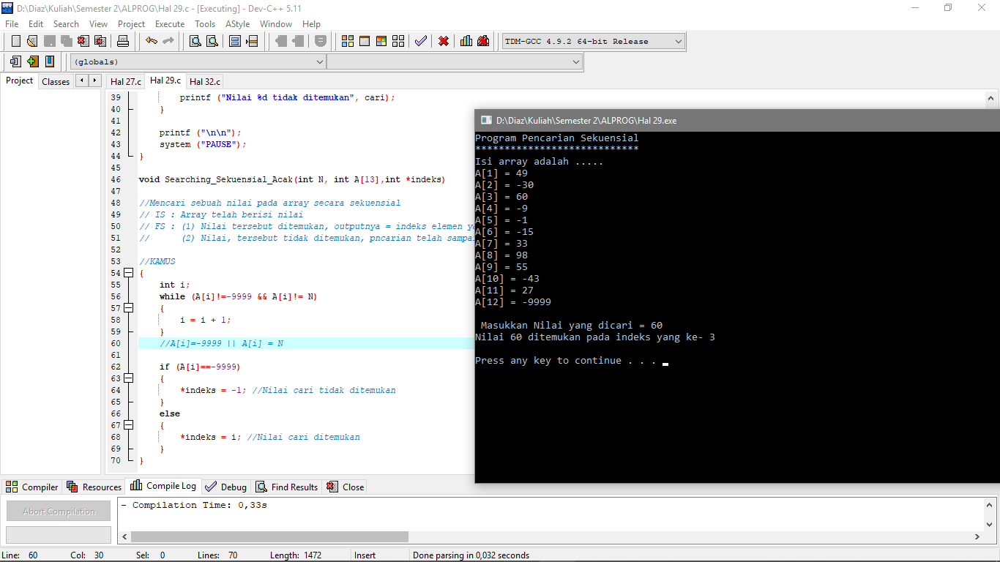 D:\Diaz\Kuliah\Semester 2\ALPROG\Hal 29.c - [Executing] - Dev-C++ 5.11
File Edit Search View Project Execute Tools AStyle Window Help
TDM-GCC 4.9.2 64-bit Release
(globals)
Project Classes
Hal 27.c Hal 29.c Hal 32.c
39 printf ("Nilai %d tidak ditemukan", cari);
40 }
41
42 printf ("\n\n");
43 system ("PAUSE");
44 }
45
46 void Searching_Sekuensial_Acak(int N, int A[13],int *indeks)
47
48 //Mencari sebuah nilai pada array secara sekuensial
49 // IS : Array telah berisi nilai
50 // FS : (1) Nilai tersebut ditemukan, outputnya = indeks elemen
51 // (2) Nilai, tersebut tidak ditemukan, pncarian telah sampa
52
53 //KAMUS
54 {
55 int i;
56 while (A[i]!=-9999 && A[i]!= N)
57 {
58 i = i + 1;
59 }
60 //A[i]=-9999 || A[i] = N
61
62 if (A[i]==-9999)
63 {
64 *indeks = -1; //Nilai cari tidak ditemukan
65 }
66 else
67 {
68 *indeks = i; //Nilai cari ditemukan
69 }
70 }
D:\Diaz\Kuliah\Semester 2\ALPROG\Hal 29.exe
Program Pencarian Sekuensial
****************************
Isi array adalah .....
A[1] = 49
A[2] = -30
A[3] = 60
A[4] = -9
A[5] = -1
A[6] = -15
A[7] = 33
A[8] = 98
A[9] = 55
A[10] = -43
A[11] = 27
A[12] = -9999
Masukkan Nilai yang dicari = 60
Nilai 60 ditemukan pada indeks yang ke- 3
Press any key to continue . . .
Compiler Resources Compile Log Debug Find Results Close
Abort Compilation
- Compilation Time: 0,33s
Line: 60 Col: 30 Sel: 0 Lines: 70 Length: 1472 Insert Done parsing in 0,032 seconds